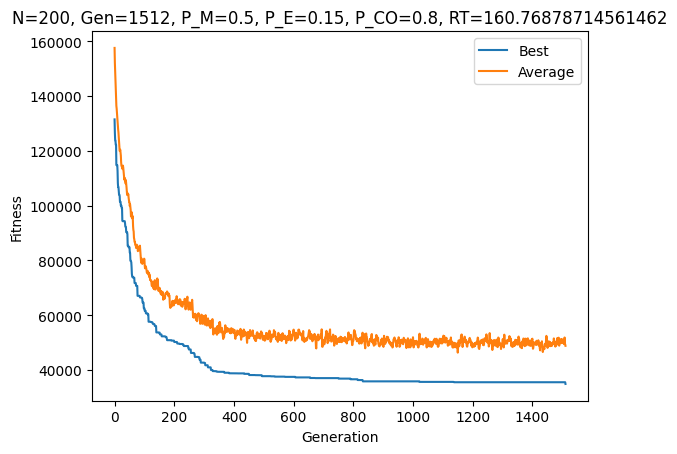 N=200, Gen=1512, P_M=0.5, P_E=0.15, P_CO=0.8, RT=160.76878714561462
Best
Average
160000
140000
120000
100000
80000
60000
40000
Fitness
0 200 400 600 800 1000 1200 1400
Generation